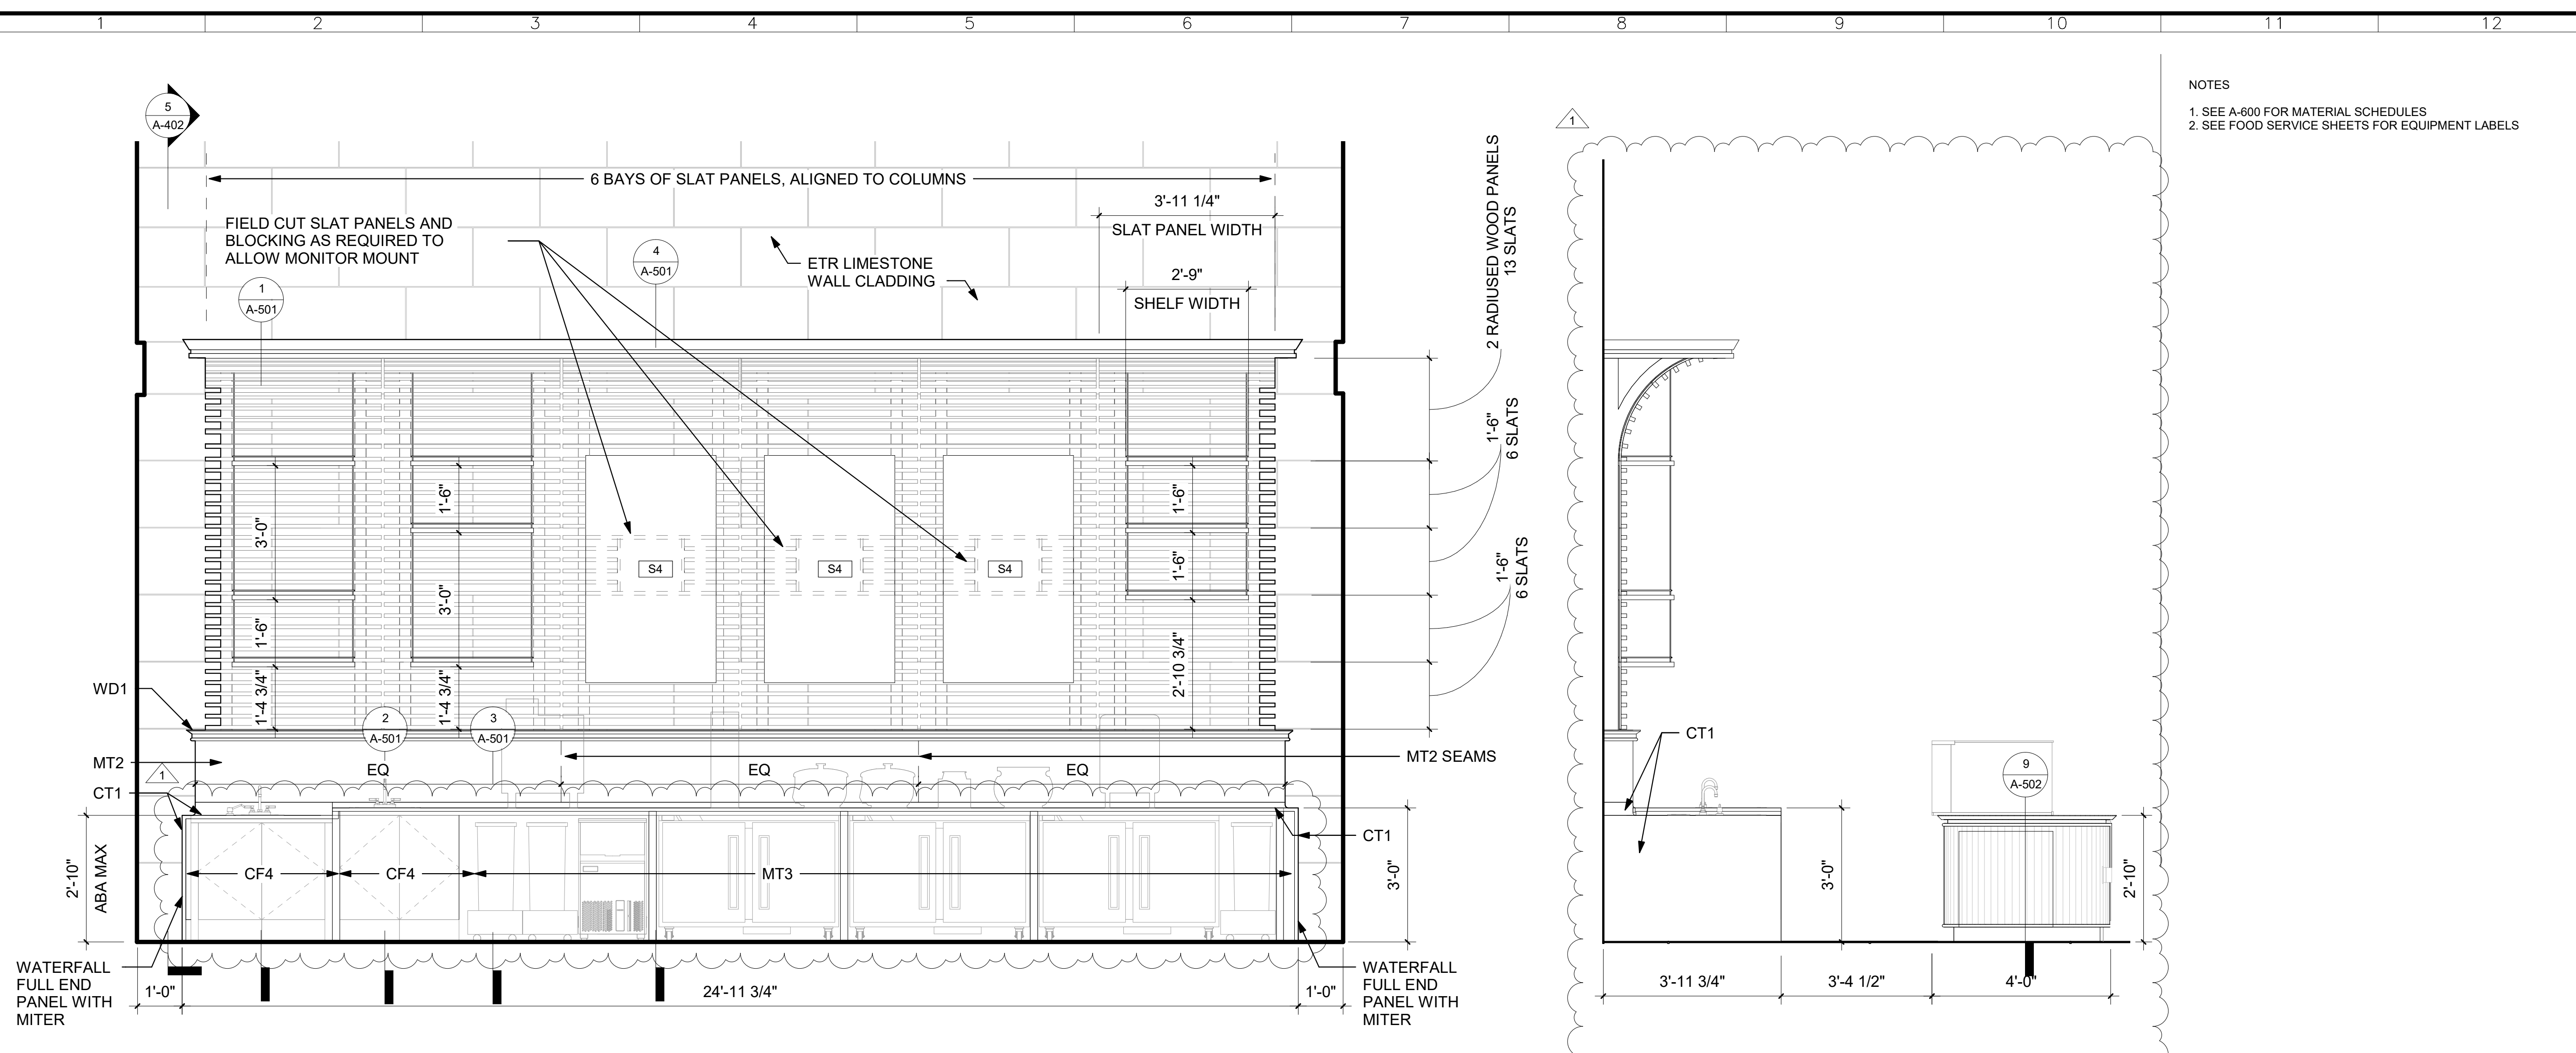 1 2 3 4 5 6 7 8 9 10 11 12
NOTES
1. SEE A-600 FOR MATERIAL SCHEDULES
2. SEE FOOD SERVICE SHEETS FOR EQUIPMENT LABELS
5
A-402
6 BAYS OF SLAT PANELS, ALIGNED TO COLUMNS
3'-11 1/4"
SLAT PANEL WIDTH
FIELD CUT SLAT PANELS AND
BLOCKING AS REQUIRED TO
ALLOW MONITOR MOUNT
4
A-501
ETR LIMESTONE
WALL CLADDING
2'-9"
SHELF WIDTH
1
A-501
2 RADIUSED WOOD PANELS
13 SLATS
1'-6"
6 SLATS
1'-6"
6 SLATS
3'-0"
1'-6"
1'-4 3/4"
1'-6"
3'-0"
1'-4 3/4"
S4
S4
S4
1'-6"
1'-6"
2'-10 3/4"
WD1
2
A-501
3
A-501
MT2
MT2 SEAMS
1
EQ
EQ
EQ
CT1
CT1
2'-10"
ABA MAX
CF4
CF4
MT3
3'-0"
WATERFALL
FULL END
PANEL WITH
MITER
1'-0"
24'-11 3/4"
1'-0"
WATERFALL
FULL END
PANEL WITH
MITER
1
CT1
9
A-502
3'-0"
2'-10"
3'-11 3/4"
3'-4 1/2"
4'-0"